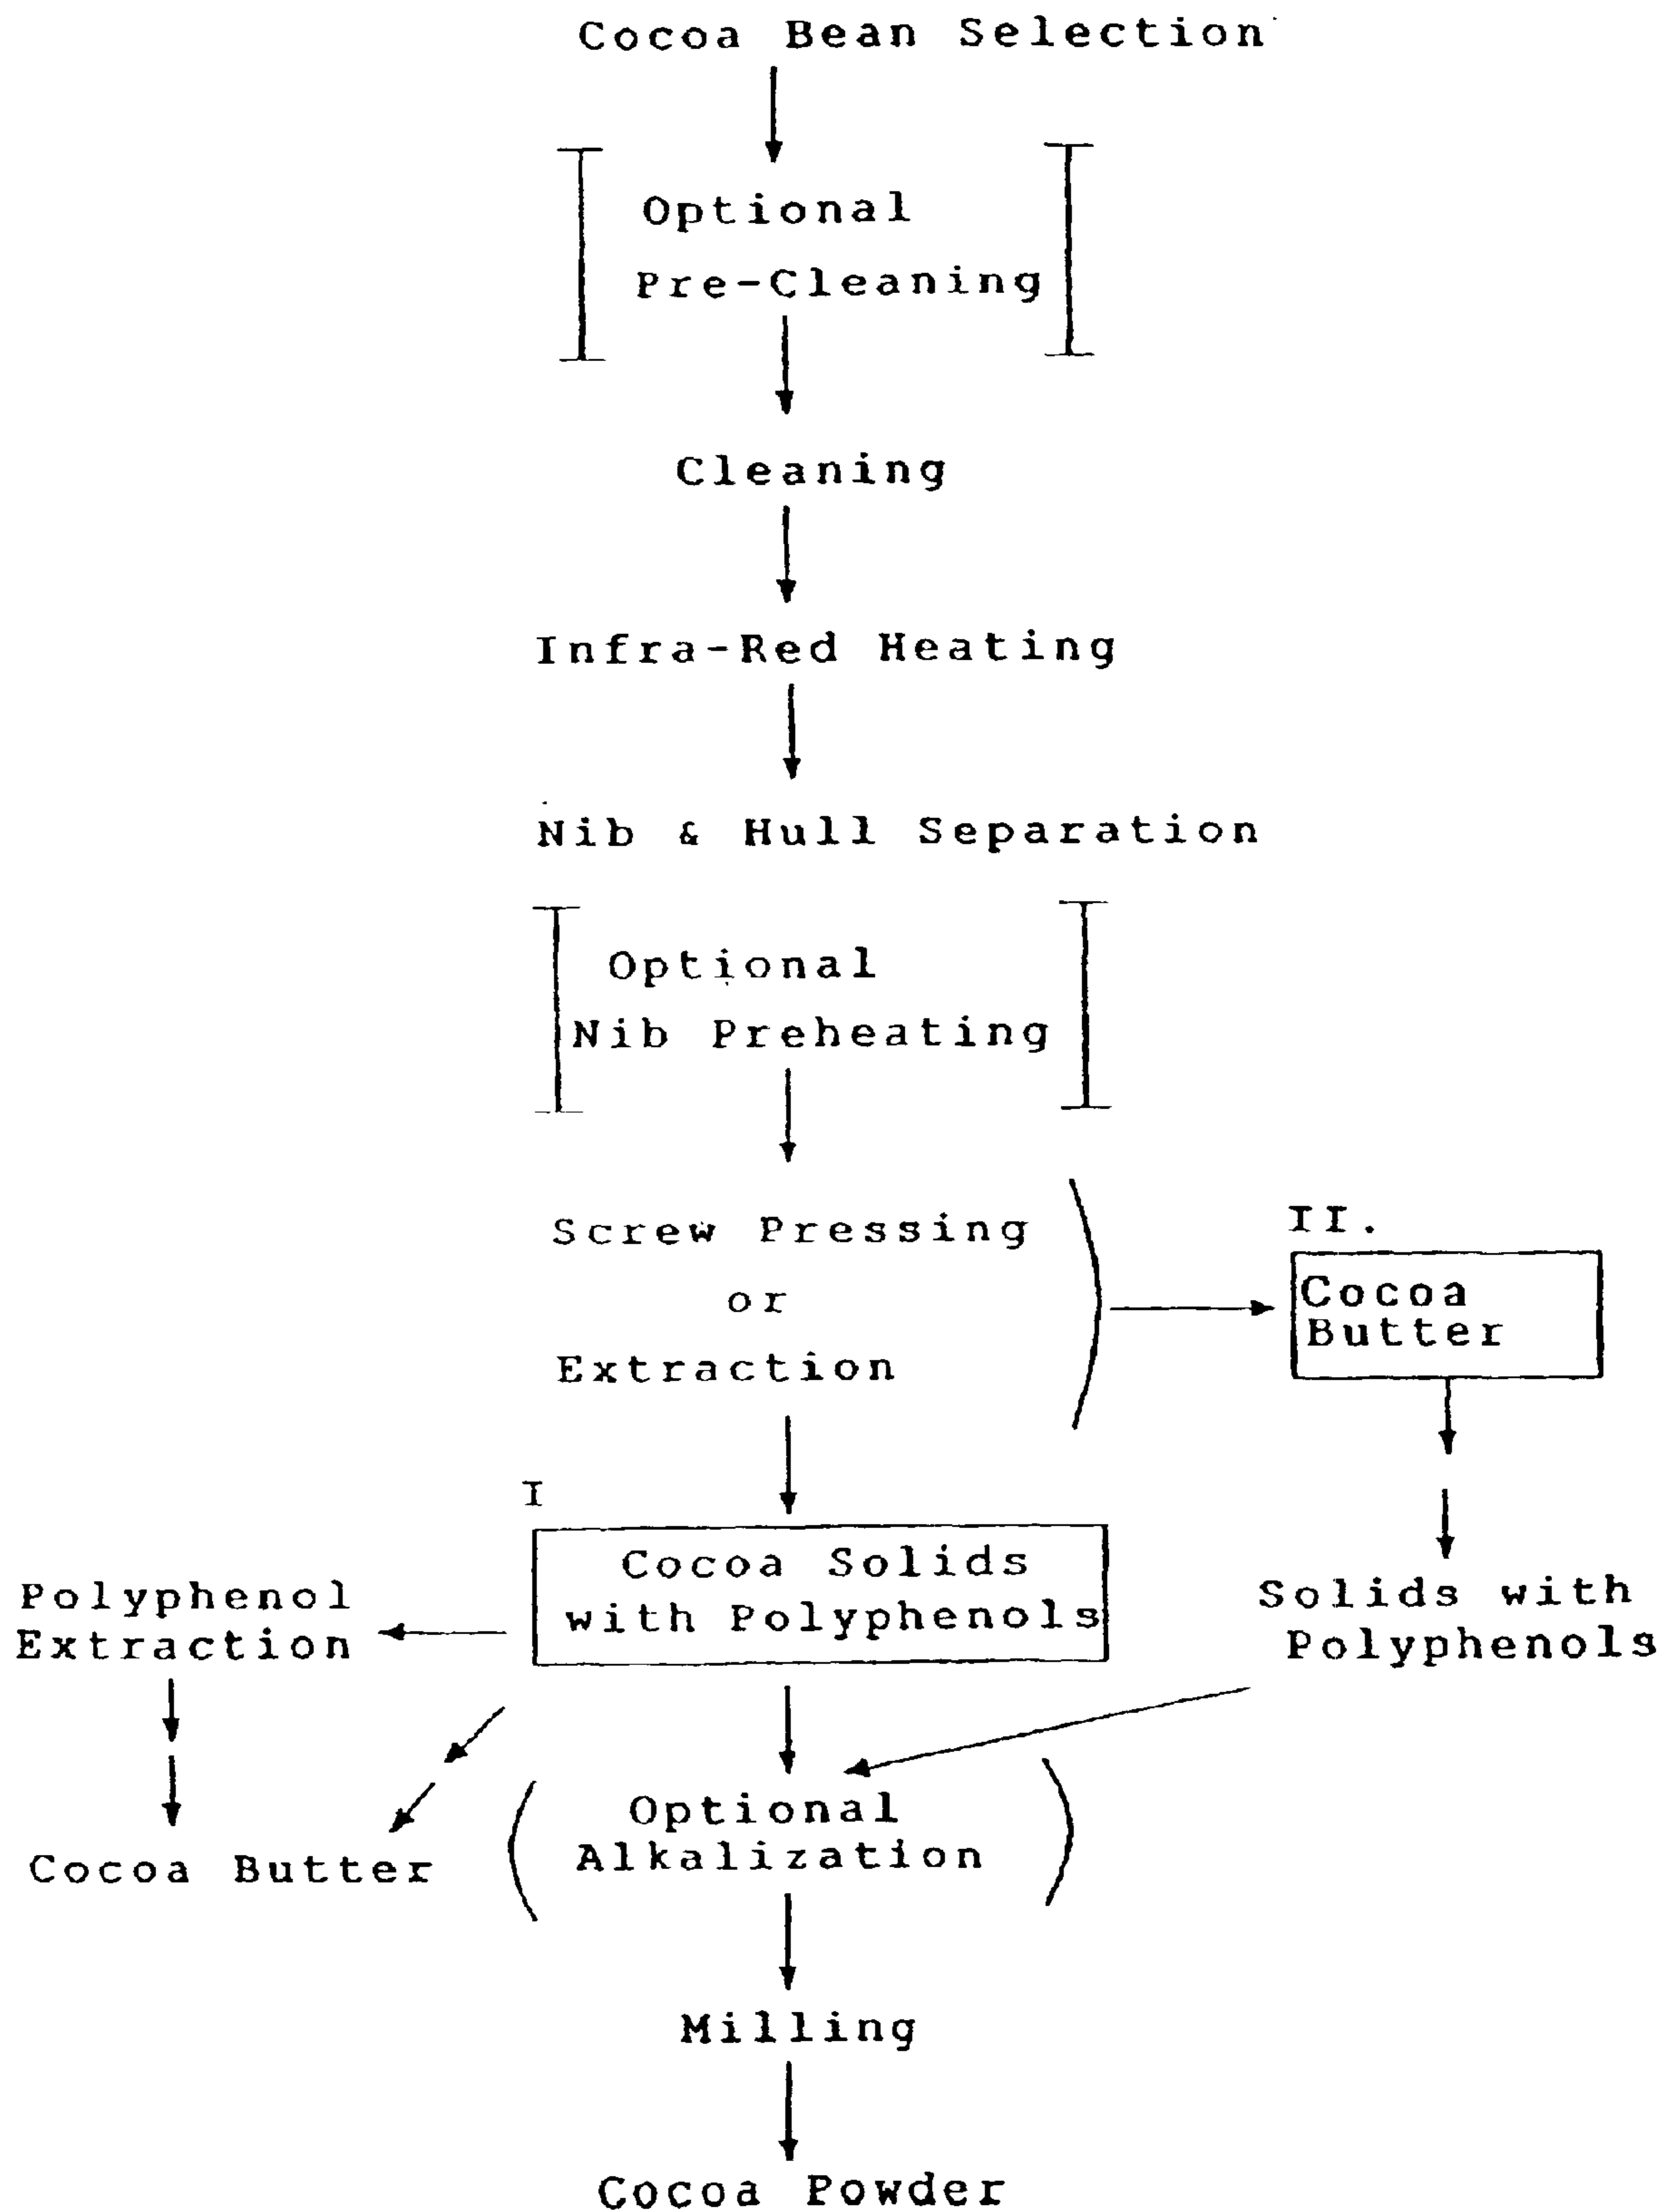 Cocoa Bean Selection
Optional
Pre-Cleaning
Cleaning
Infra-Red Heating
Nib & Hull Separation
Optional
Nib Preheating
Screw Pressing
or
Extraction
II.
Cocoa
Butter
I
Cocoa Solids
with Polyphenols
Polyphenol
Extraction
Solids with
Polyphenols
Cocoa Butter
Optional
Alkalization
Milling
Cocoa Powder